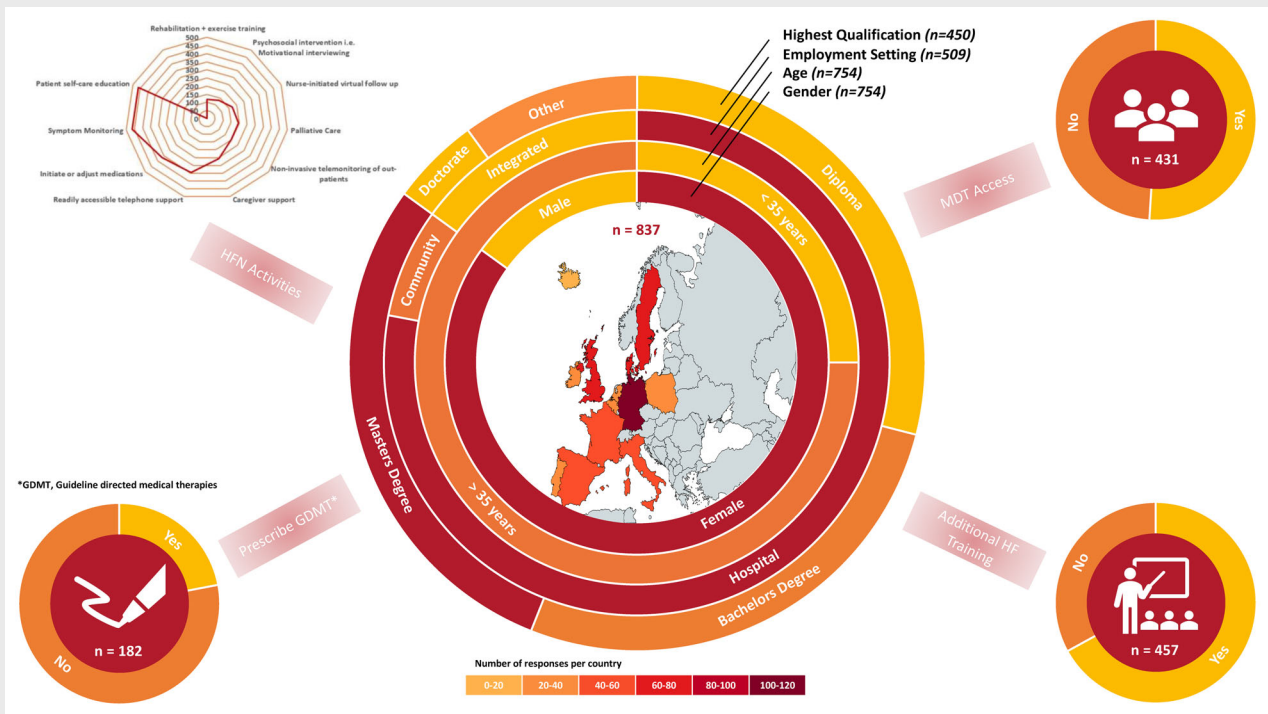 Rehabilitation + exercise training
500
450
400
350
300
250
200
150
100
50
0
Psychosocial intervention i.e.
Motivational interviewing
Nurse-initiated virtual follow up
Palliative Care
Non-invasive telemonitoring of out-
patients
Caregiver support
Readily accessible telephone support
Initiate or adjust medications
Symptom Monitoring
Patient self-care education
HFN Activities
Highest Qualification (n=450)
Employment Setting (n=509)
Age (n=754)
Gender (n=754)
Other
Doctorate
Integrated
Community
Male
< 35 years
Diploma
n = 837
Masters Degree
> 35 years
Female
Hospital
Bachelors Degree
MDT Access
No
Yes
n = 431
*GDMT, Guideline directed medical therapies
Prescribe GDMT*
Yes
No
n = 182
Additional HF
Training
No
Yes
n = 457
Number of responses per country
0-20
20-40
40-60
60-80
80-100
100-120